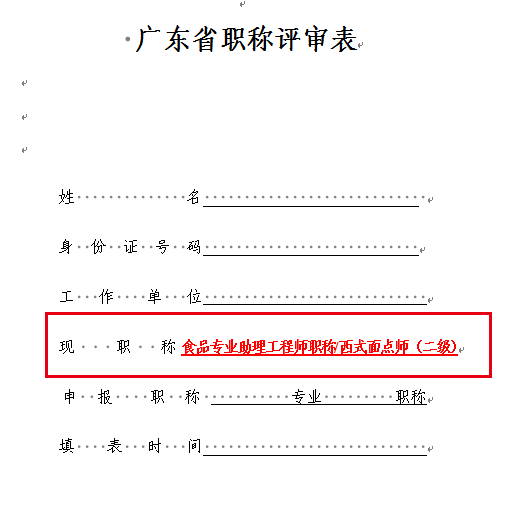 广东省职称评审表
姓名
身份证号码
工作单位
现职称 食品专业助理工程师职称/西式面点师（二级）
申报职称 专业 职称
填表时间